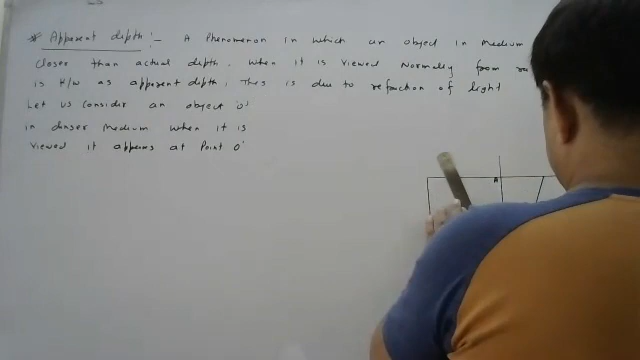 * Apparent depth :- A Phenomenon in which an object in medium
closer than actual depth. When it is viewed Normally from
is K/w as apperent depth. This is due to refraction of light
Let us consider an object 'o'
in denser medium when it is
viewed it appears at Point O'
A